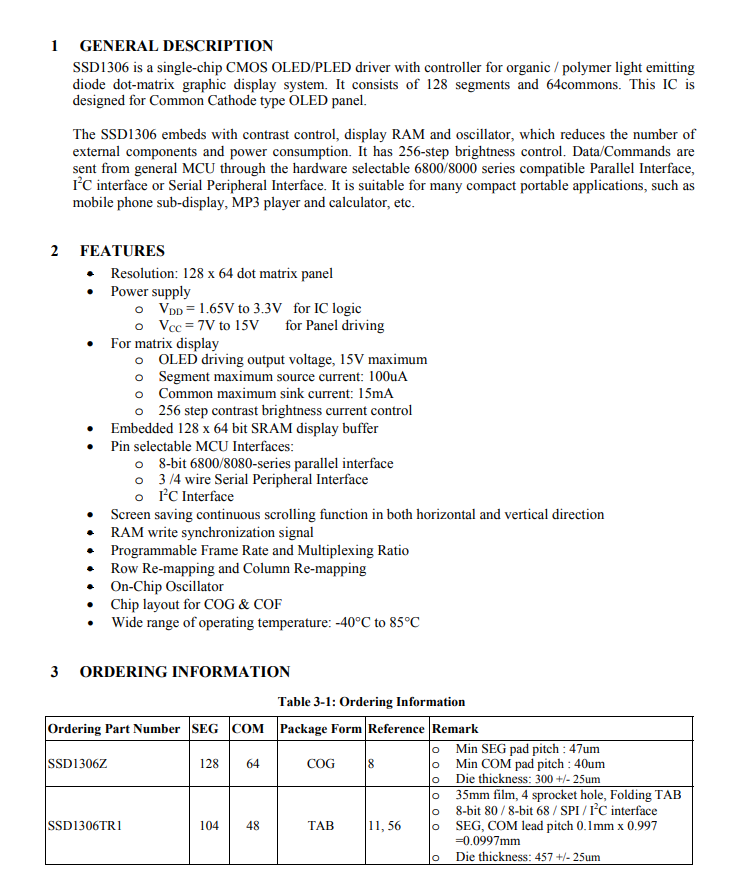 1 GENERAL DESCRIPTION
SSD1306 is a single-chip CMOS OLED/PLED driver with controller for organic / polymer light emitting
diode dot-matrix graphic display system. It consists of 128 segments and 64commons. This IC is
designed for Common Cathode type OLED panel.
The SSD1306 embeds with contrast control, display RAM and oscillator, which reduces the number of
external components and power consumption. It has 256-step brightness control. Data/Commands are
sent from general MCU through the hardware selectable 6800/8000 series compatible Parallel Interface,
I²C interface or Serial Peripheral Interface. It is suitable for many compact portable applications, such as
mobile phone sub-display, MP3 player and calculator, etc.
2 FEATURES
• Resolution: 128 x 64 dot matrix panel
• Power supply
o VDD = 1.65V to 3.3V for IC logic
o VCC = 7V to 15V for Panel driving
• For matrix display
o OLED driving output voltage, 15V maximum
o Segment maximum source current: 100uA
o Common maximum sink current: 15mA
o 256 step contrast brightness current control
• Embedded 128 x 64 bit SRAM display buffer
• Pin selectable MCU Interfaces:
o 8-bit 6800/8080-series parallel interface
o 3 /4 wire Serial Peripheral Interface
o I²C Interface
• Screen saving continuous scrolling function in both horizontal and vertical direction
• RAM write synchronization signal
• Programmable Frame Rate and Multiplexing Ratio
• Row Re-mapping and Column Re-mapping
• On-Chip Oscillator
• Chip layout for COG & COF
• Wide range of operating temperature: -40°C to 85°C
3 ORDERING INFORMATION
Table 3-1: Ordering Information
Ordering Part Number SEG COM Package Form Reference Remark
SSD1306Z 128 64 COG 8
o Min SEG pad pitch : 47um
o Min COM pad pitch : 40um
o Die thickness: 300 +/- 25um
SSD1306TR1 104 48 TAB 11, 56
o 35mm film, 4 sprocket hole, Folding TAB
o 8-bit 80 / 8-bit 68 / SPI / I²C interface
o SEG, COM lead pitch 0.1mm x 0.997
=0.0997mm
o Die thickness: 457 +/- 25um